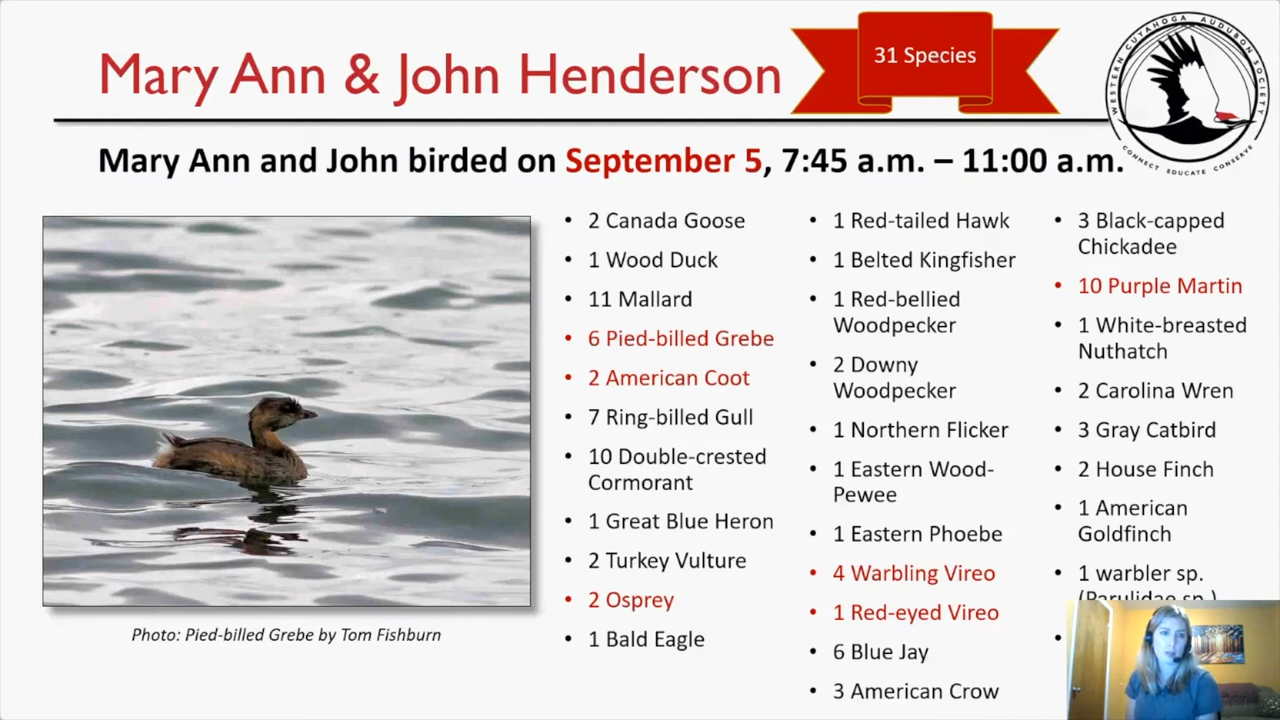 Mary Ann & John Henderson
31 Species
WESTERN CUYAHOGA AUDUBON SOCIETY
CONNECT EDUCATE CONSERVE
Mary Ann and John birded on September 5, 7:45 a.m. – 11:00 a.m.
• 2 Canada Goose
• 1 Wood Duck
• 11 Mallard
• 6 Pied-billed Grebe
• 2 American Coot
• 7 Ring-billed Gull
• 10 Double-crested
Cormorant
• 1 Great Blue Heron
• 2 Turkey Vulture
• 2 Osprey
• 1 Bald Eagle
• 1 Red-tailed Hawk
• 1 Belted Kingfisher
• 1 Red-bellied
Woodpecker
• 2 Downy
Woodpecker
• 1 Northern Flicker
• 1 Eastern Wood-
Pewee
• 1 Eastern Phoebe
• 4 Warbling Vireo
• 1 Red-eyed Vireo
• 6 Blue Jay
• 3 American Crow
• 3 Black-capped
Chickadee
• 10 Purple Martin
• 1 White-breasted
Nuthatch
• 2 Carolina Wren
• 3 Gray Catbird
• 2 House Finch
• 1 American
Goldfinch
• 1 warbler sp.
(Parulidae sp.)
Photo: Pied-billed Grebe by Tom Fishburn